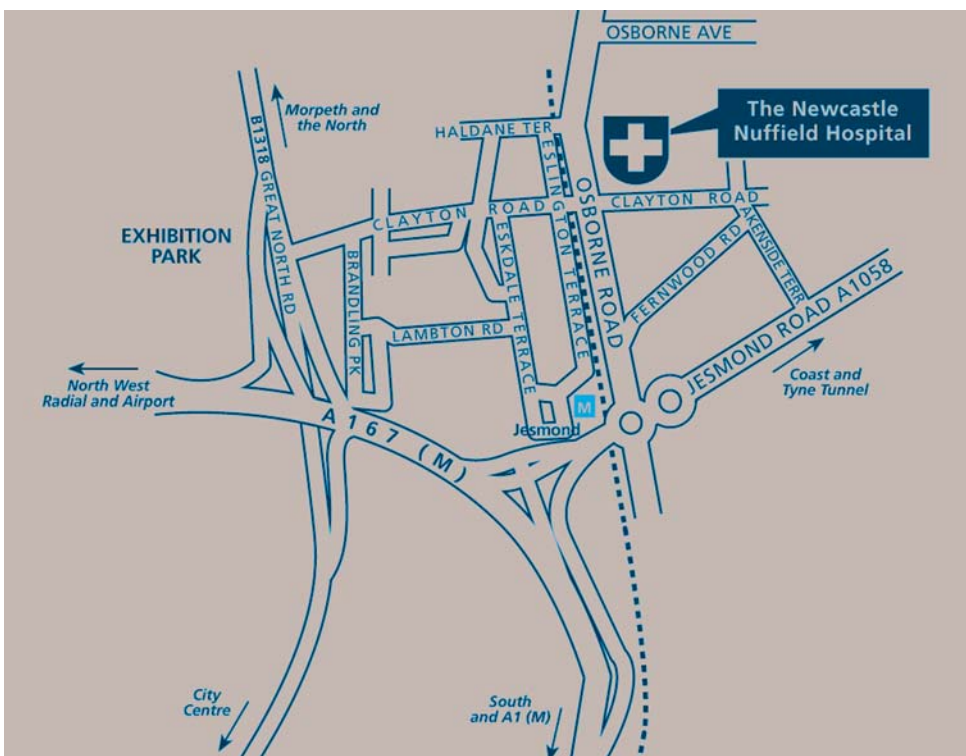 OSBORNE AVE
Morpeth and
the North
The Newcastle
Nuffield Hospital
B1318 GREAT NORTH RD
HALDANE TER
ESLINGTON TERRACE
OSBORNE ROAD
CLAYTON ROAD
CLAYTON ROAD
EXHIBITION
PARK
BRANDLING PK
ESKDALE TERRACE
FERNWOOD RD
AKENSIDE TERR
LAMBTON RD
JESMOND ROAD A1058
North West
Radial and Airport
Coast and
Tyne Tunnel
M
Jesmond
A 167 (M)
City
Centre
South
and A1 (M)